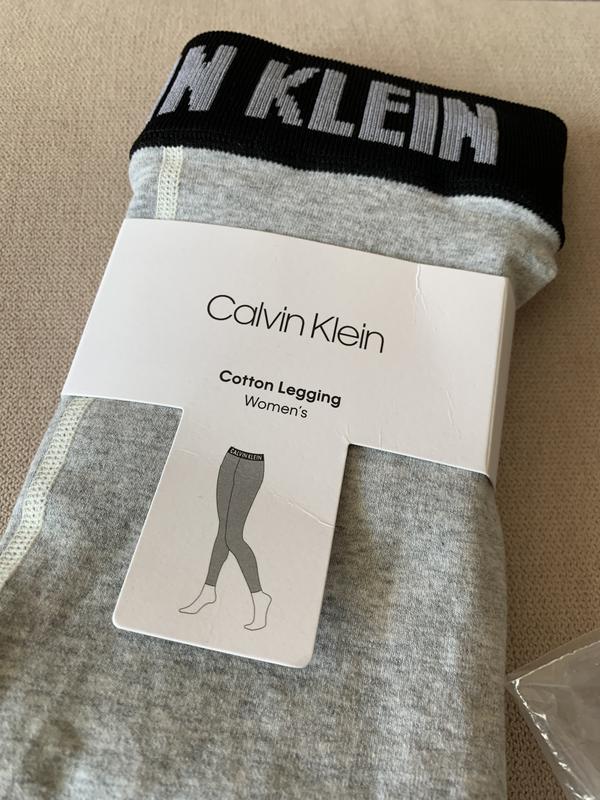 N KLEIN
Calvin Klein
Cotton Legging
Women's
CALVIN KLEIN